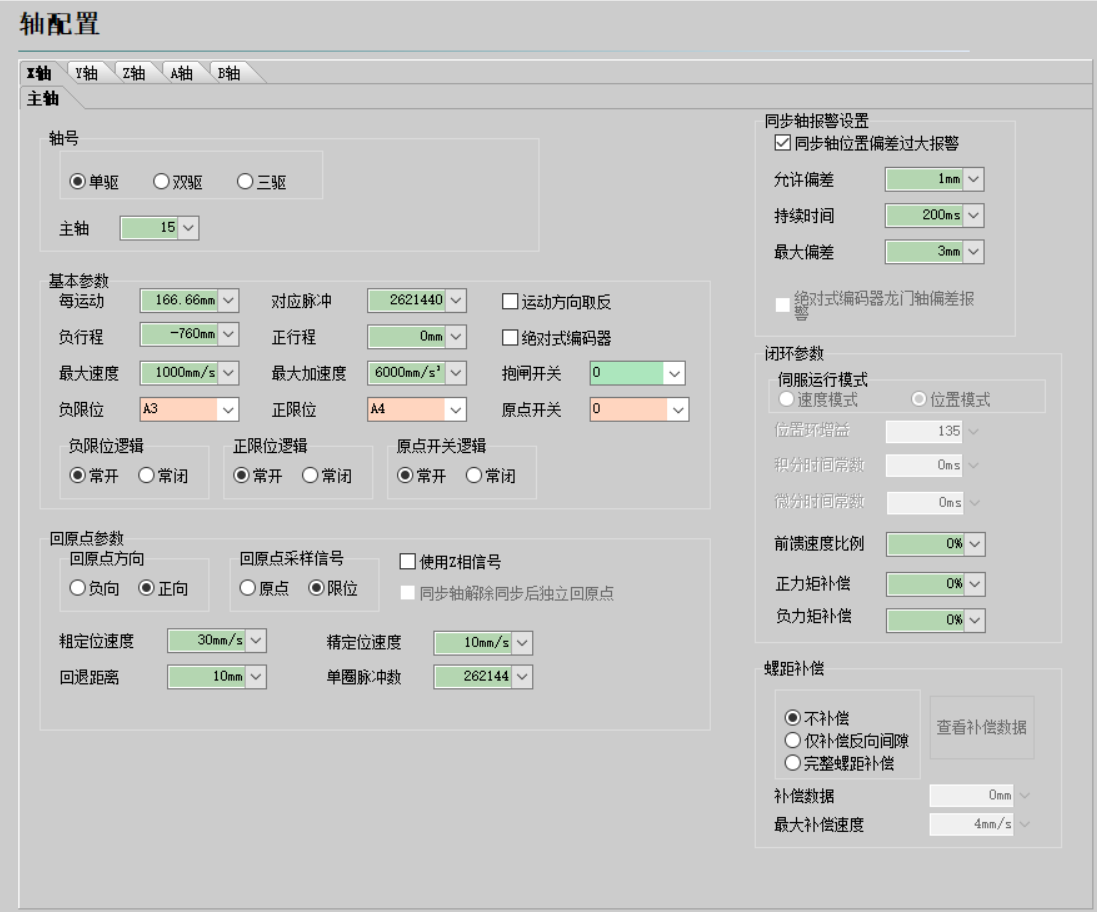 轴配置
X轴 Y轴 Z轴 A轴 B轴
主轴
轴号
单驱 双驱 三驱
主轴 15
基本参数
每运动 166.66mm 对应脉冲 2621440 运动方向取反
负行程 -760mm 正行程 0mm 绝对式编码器
最大速度 1000mm/s 最大加速度 6000mm/s² 抱闸开关 0
负限位 A3 正限位 A4 原点开关 0
负限位逻辑 正限位逻辑 原点开关逻辑
常开 常闭 常开 常闭 常开 常闭
回原点参数
回原点方向 回原点采样信号 使用Z相信号
负向 正向 原点 限位 同步轴解除同步后独立回原点
粗定位速度 30mm/s 精定位速度 10mm/s
回退距离 10mm 单圈脉冲数 262144
同步轴报警设置
同步轴位置偏差过大报警
允许偏差 1mm
持续时间 200ms
最大偏差 3mm
绝对式编码器龙门轴偏差报
警
闭环参数
伺服运行模式
速度模式 位置模式
位置环增益 135
积分时间常数 0ms
微分时间常数 0ms
前馈速度比例 0%
正力矩补偿 0%
负力矩补偿 0%
螺距补偿
不补偿
仅补偿反向间隙
完整螺距补偿
查看补偿数据
补偿数据 0mm
最大补偿速度 4mm/s